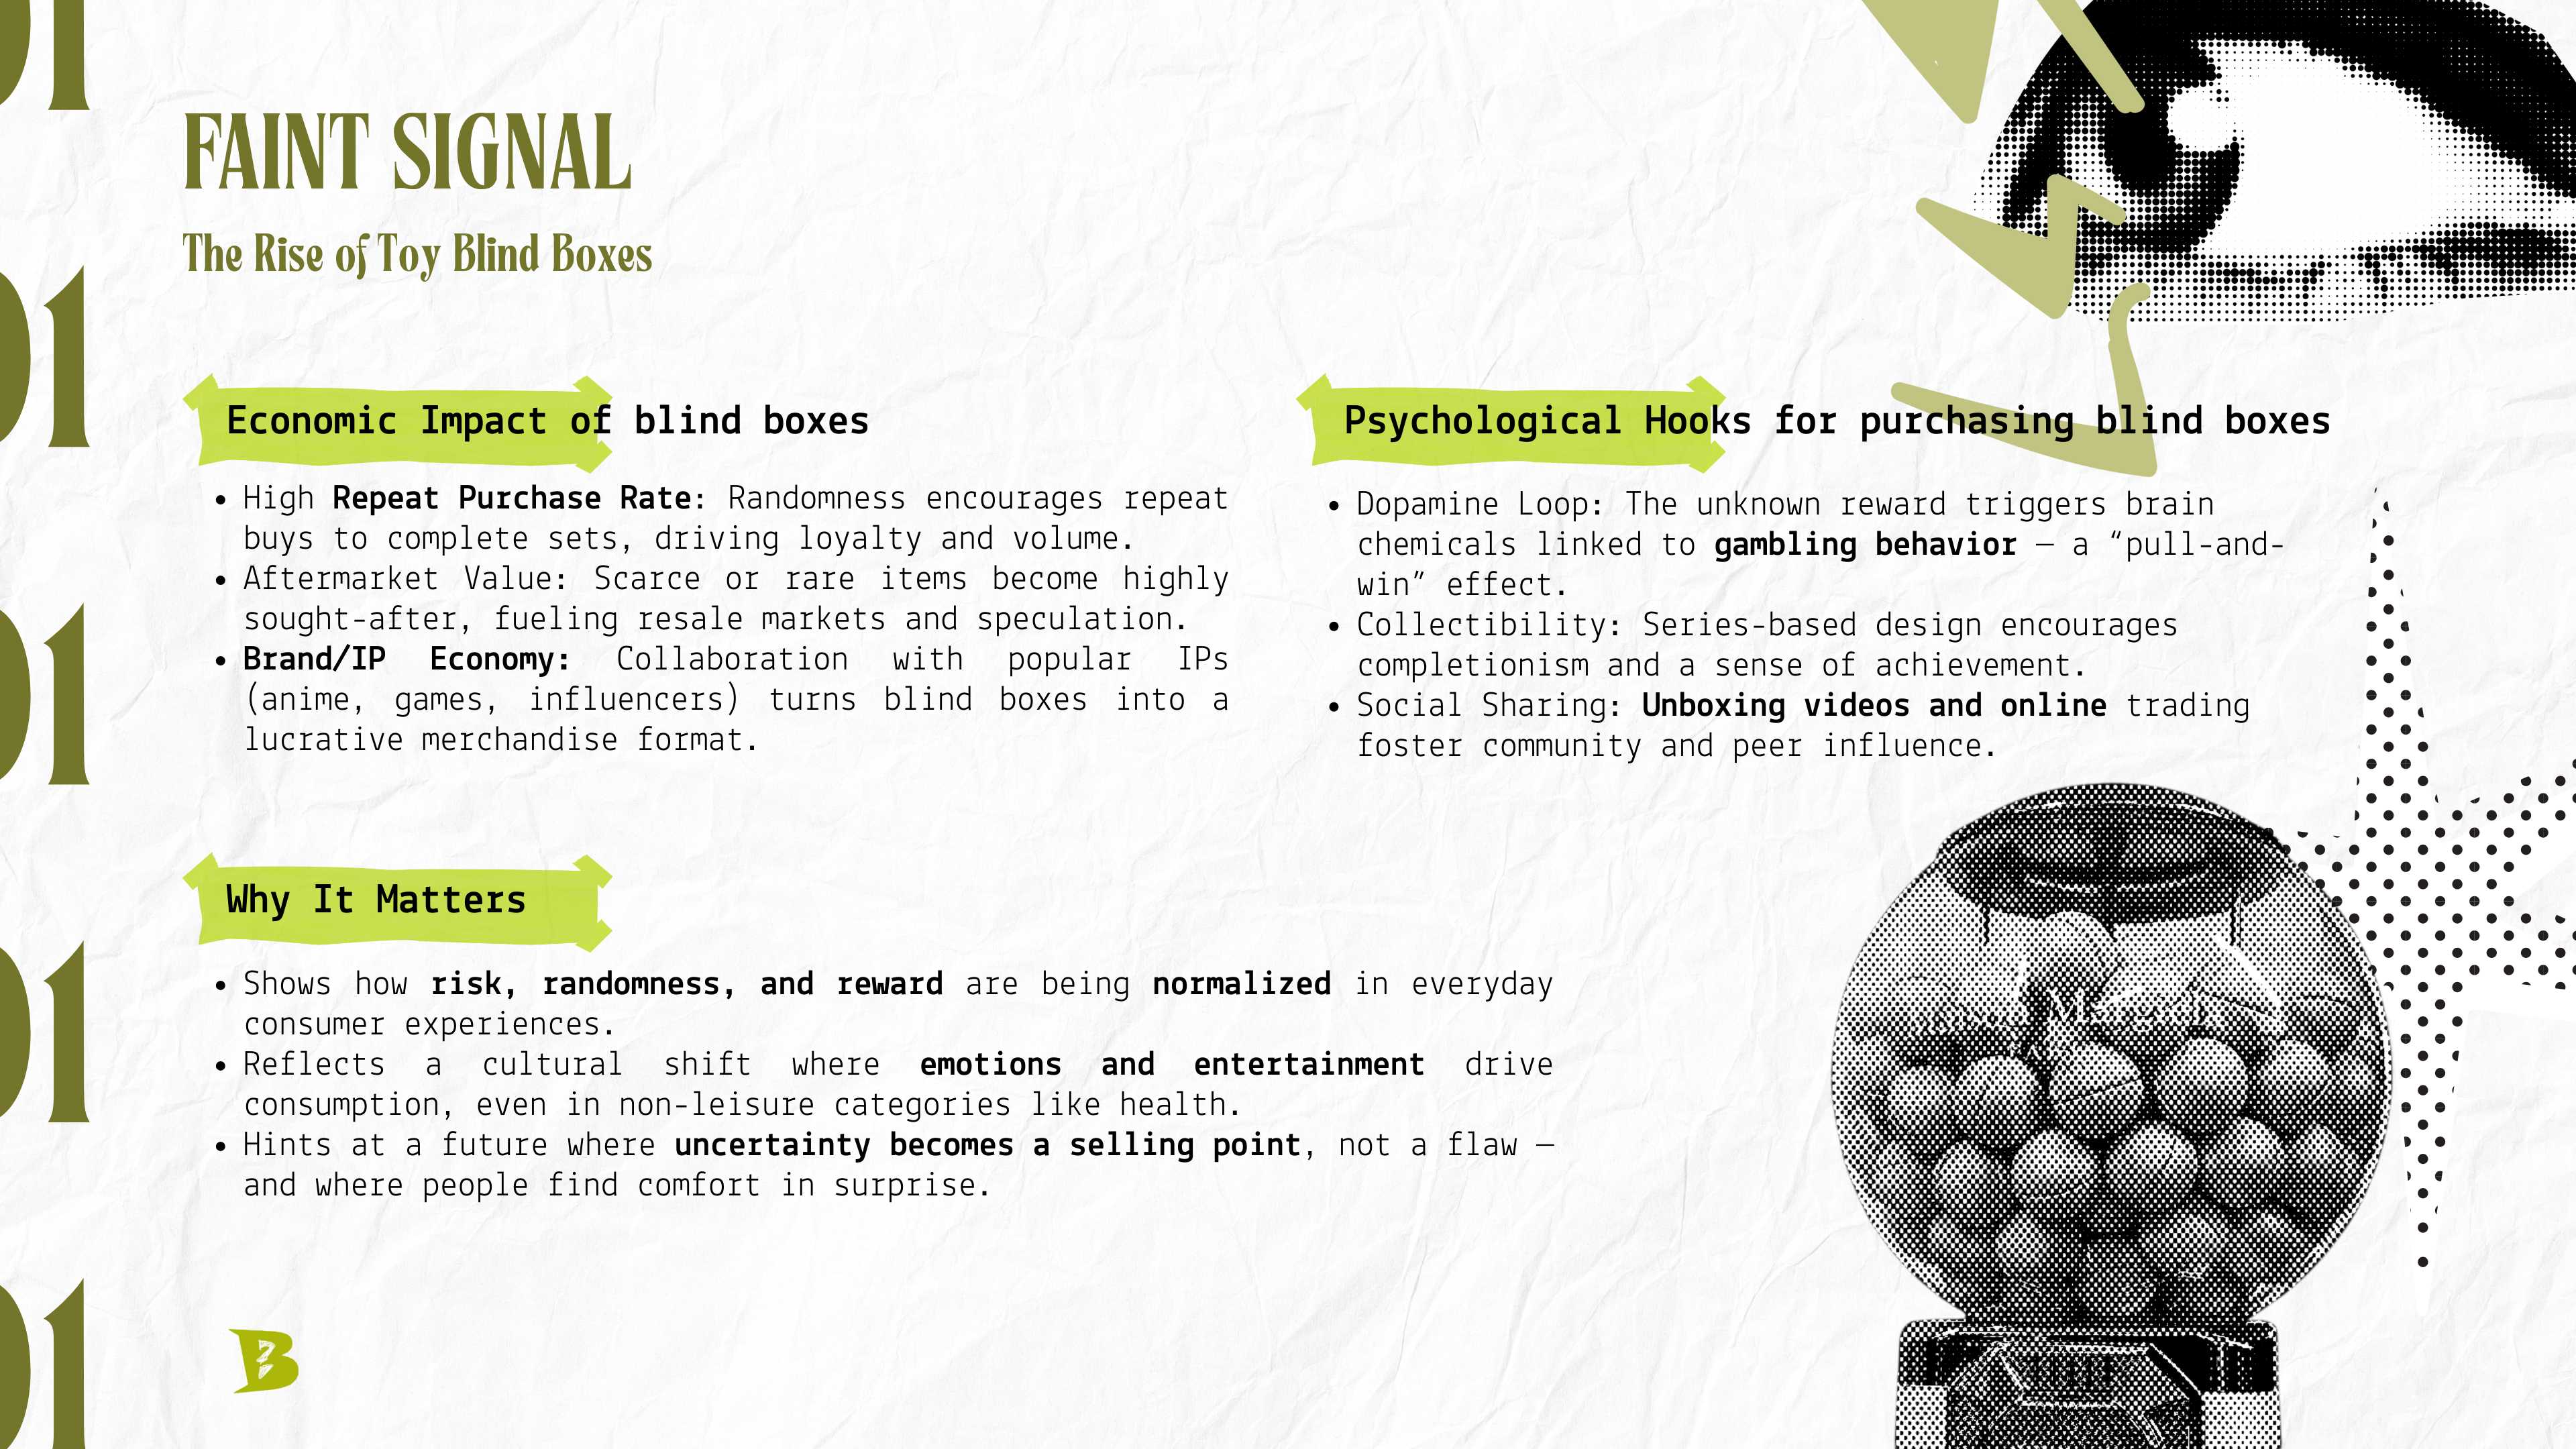 FAINT SIGNAL
The Rise of Toy Blind Boxes
Economic Impact of blind boxes
• High Repeat Purchase Rate: Randomness encourages repeat
buys to complete sets, driving loyalty and volume.
• Aftermarket Value: Scarce or rare items become highly
sought-after, fueling resale markets and speculation.
• Brand/IP Economy: Collaboration with popular IPs
(anime, games, influencers) turns blind boxes into a
lucrative merchandise format.
Psychological Hooks for purchasing blind boxes
• Dopamine Loop: The unknown reward triggers brain
chemicals linked to gambling behavior — a “pull-and-
win” effect.
• Collectibility: Series-based design encourages
completionism and a sense of achievement.
• Social Sharing: Unboxing videos and online trading
foster community and peer influence.
Why It Matters
• Shows how risk, randomness, and reward are being normalized in everyday
consumer experiences.
• Reflects a cultural shift where emotions and entertainment drive
consumption, even in non-leisure categories like health.
• Hints at a future where uncertainty becomes a selling point, not a flaw —
and where people find comfort in surprise.
01
01
01
01
01
B